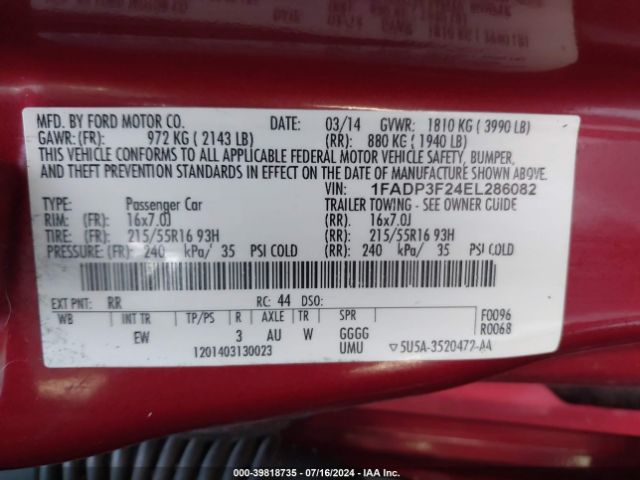 MFD. BY FORD MOTOR CO. DATE: 03/14 GVWR: 1810 KG ( 3990 LB)
GAWR: (FR): 972 KG ( 2143 LB) (RR): 880 KG ( 1940 LB)
THIS VEHICLE CONFORMS TO ALL APPLICABLE FEDERAL MOTOR VEHICLE SAFETY, BUMPER,
AND THEFT PREVENTION STANDARDS IN EFFECT ON THE DATE OF MANUFACTURE SHOWN ABOVE.
VIN: 1FADP3F24EL286082
TYPE: Passenger Car TRAILER TOWING - SEE OWNER GUIDE
RIM: (FR): 16x7.0J (RR): 16x7.0J
TIRE: (FR): 215/55R16 93H (RR): 215/55R16 93H
PRESSURE: (FR): 240 kPa/ 35 PSI COLD (RR): 240 kPa/ 35 PSI COLD
EXT PNT: RR RC: 44 DSO:
WB INT TR TP/PS R AXLE TR SPR F0096
EW 3 AU W GGGG R0068
1201403130023 UMU ▽5U5A-3520472-AA
000-39818735 - 07/16/2024 - IAA Inc.